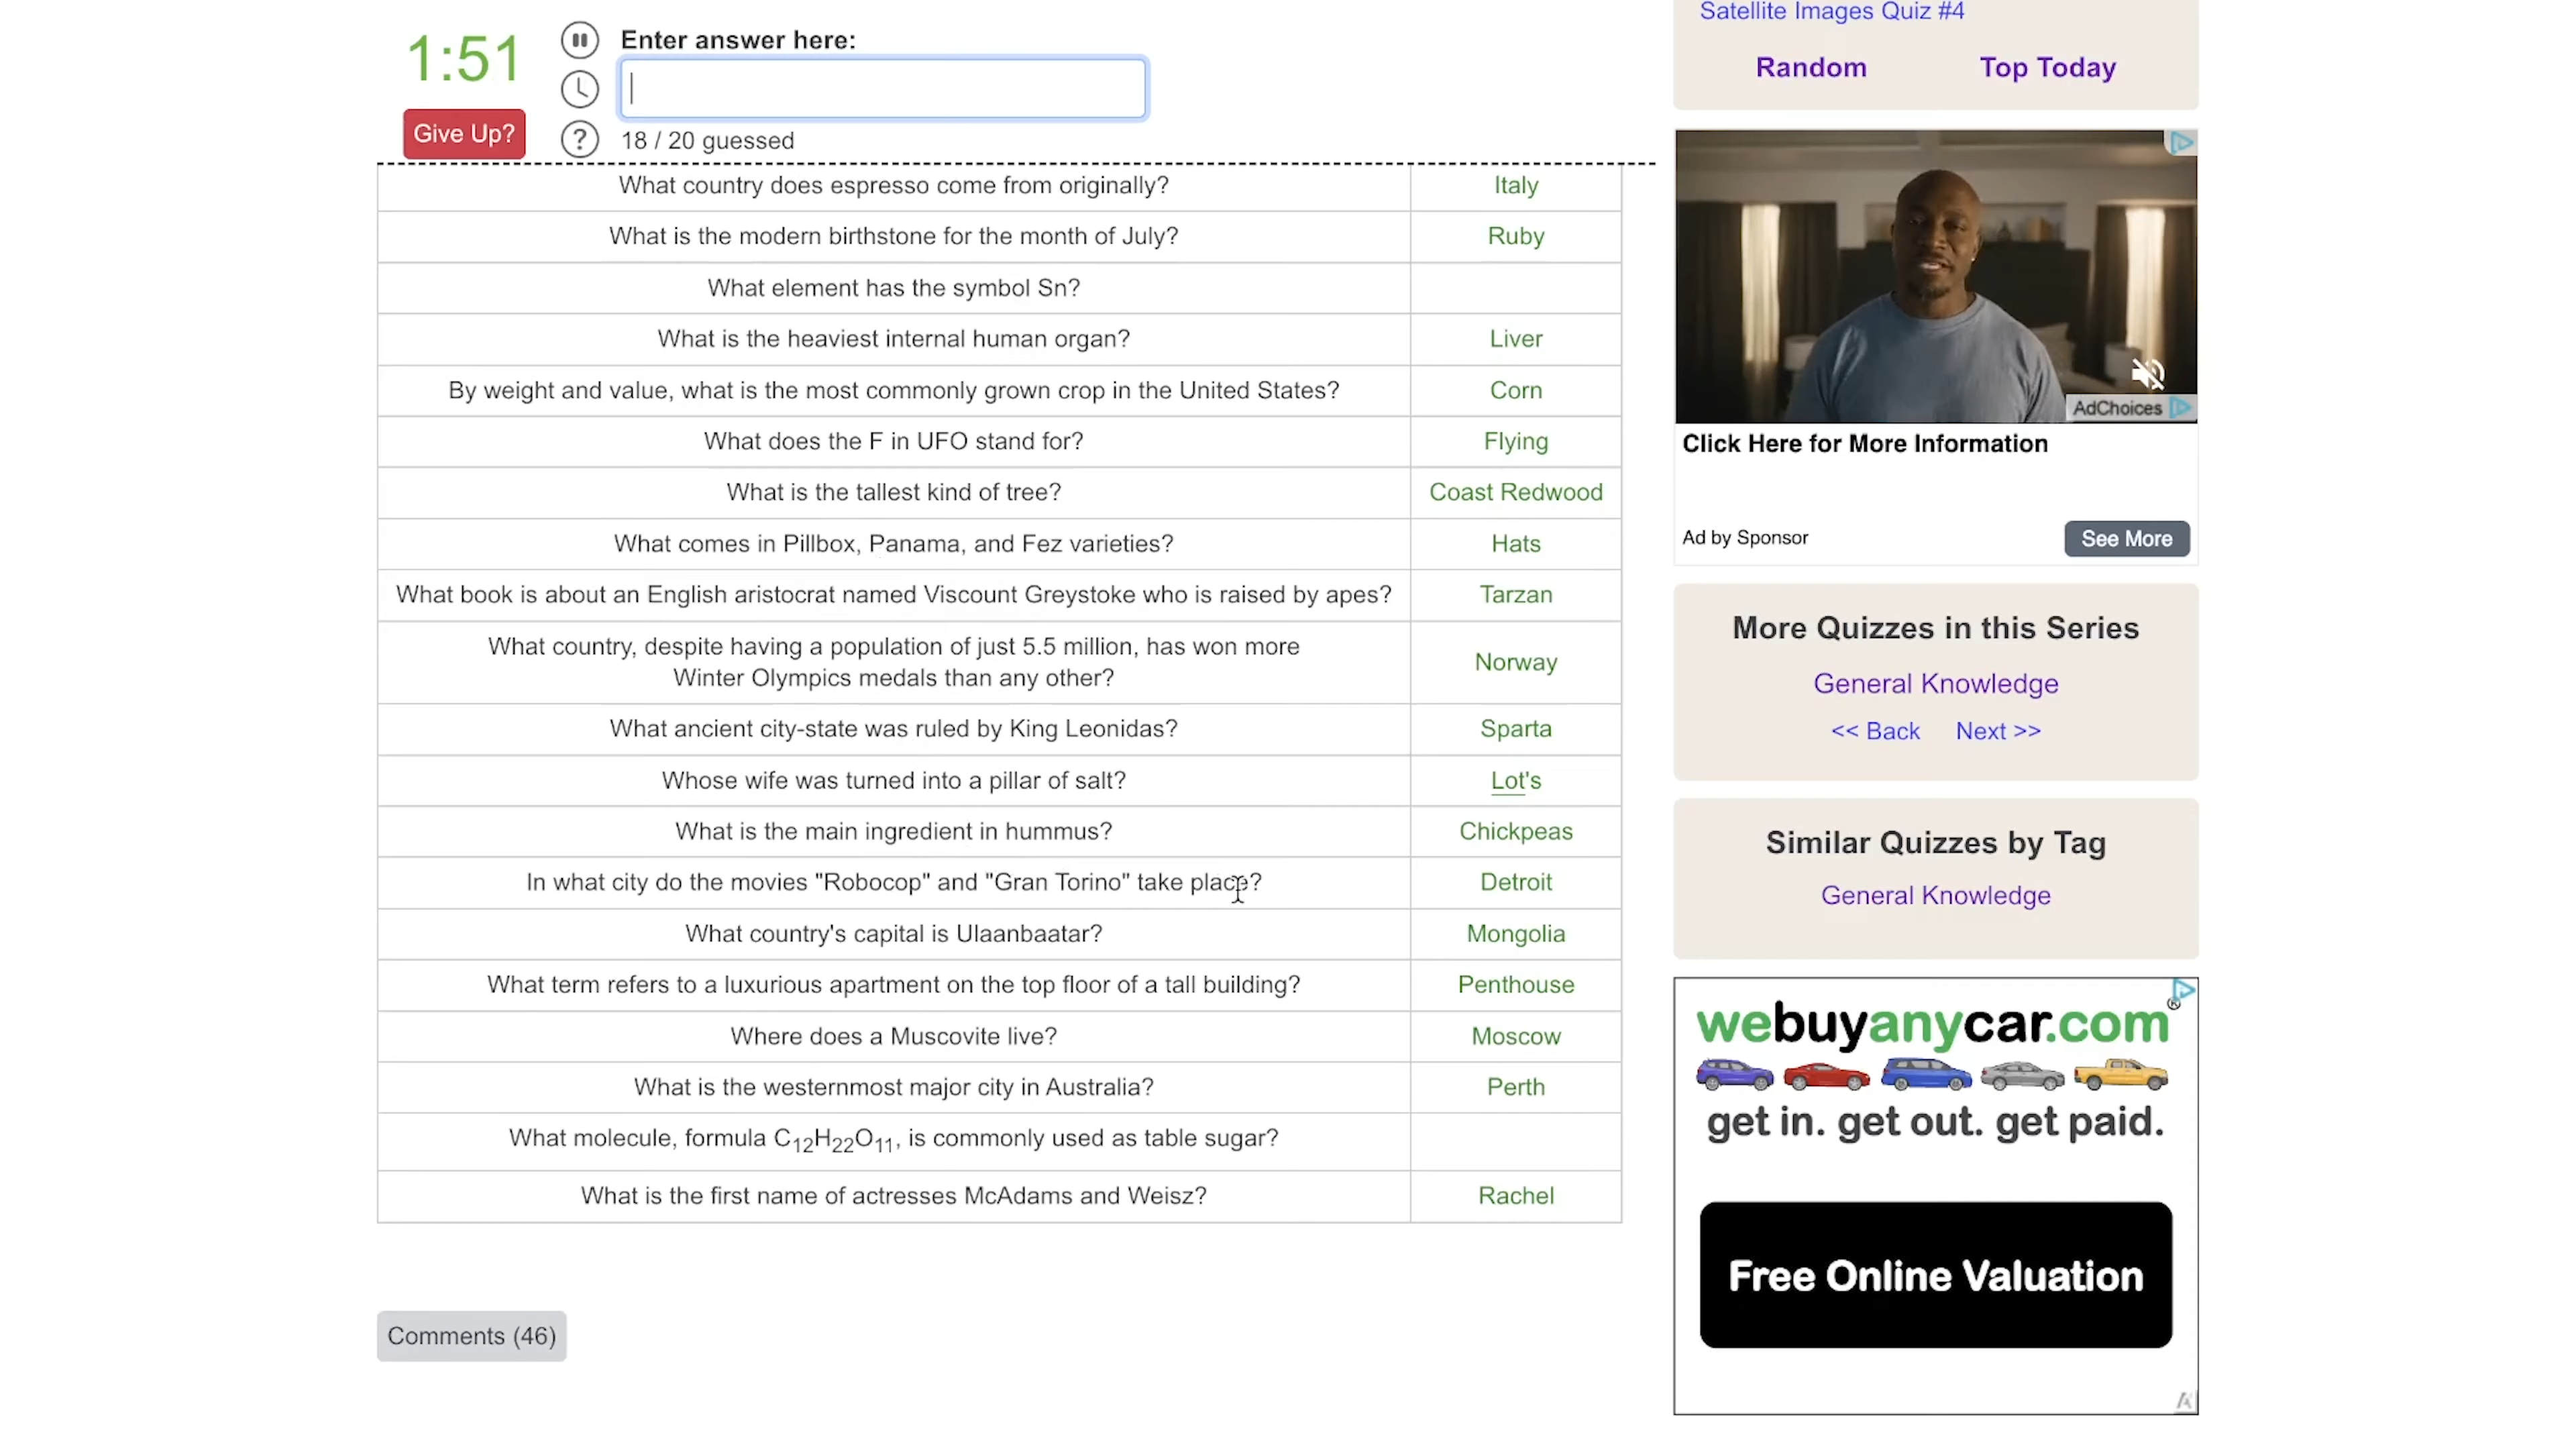 1:51
Give Up?
Enter answer here:
18 / 20 guessed
What country does espresso come from originally? Italy
What is the modern birthstone for the month of July? Ruby
What element has the symbol Sn?
What is the heaviest internal human organ? Liver
By weight and value, what is the most commonly grown crop in the United States? Corn
What does the F in UFO stand for? Flying
What is the tallest kind of tree? Coast Redwood
What comes in Pillbox, Panama, and Fez varieties? Hats
What book is about an English aristocrat named Viscount Greystoke who is raised by apes? Tarzan
What country, despite having a population of just 5.5 million, has won more
Winter Olympics medals than any other? Norway
What ancient city-state was ruled by King Leonidas? Sparta
Whose wife was turned into a pillar of salt? Lot's
What is the main ingredient in hummus? Chickpeas
In what city do the movies "Robocop" and "Gran Torino" take place? Detroit
What country's capital is Ulaanbaatar? Mongolia
What term refers to a luxurious apartment on the top floor of a tall building? Penthouse
Where does a Muscovite live? Moscow
What is the westernmost major city in Australia? Perth
What molecule, formula C₁₂H₂₂O₁₁, is commonly used as table sugar?
What is the first name of actresses McAdams and Weisz? Rachel
Comments (46)
Satellite Images Quiz #4
Random Top Today
AdChoices
Click Here for More Information
Ad by Sponsor See More
More Quizzes in this Series
General Knowledge
<< Back Next >>
Similar Quizzes by Tag
General Knowledge
webuyanycar.com®
get in. get out. get paid.
Free Online Valuation